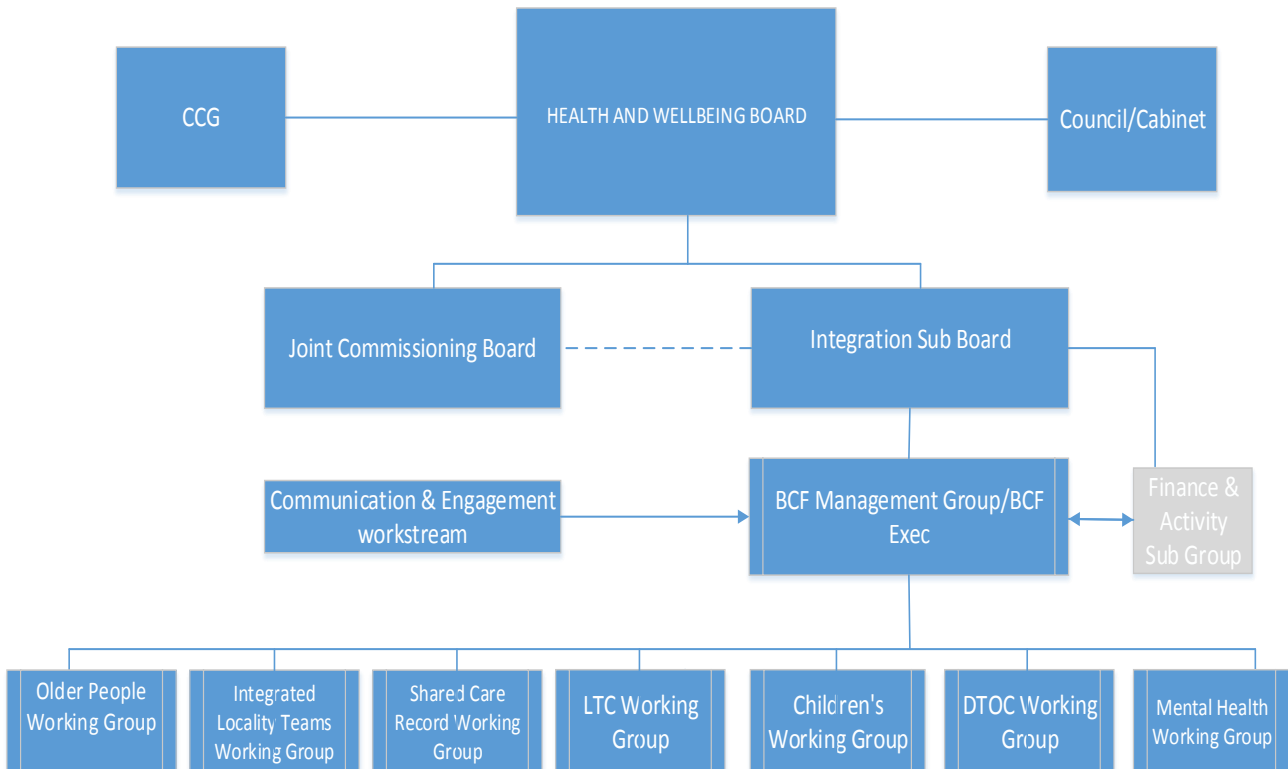 CCG
HEALTH AND WELLBEING BOARD
Council/Cabinet
Joint Commissioning Board
Integration Sub Board
Communication & Engagement
workstream
BCF Management Group/BCF
Exec
Finance &
Activity
Sub Group
Older People
Working Group
Integrated
Locality Teams
Working Group
Shared Care
Record Working
Group
LTC Working
Group
Children's
Working Group
DTOC Working
Group
Mental Health
Working Group